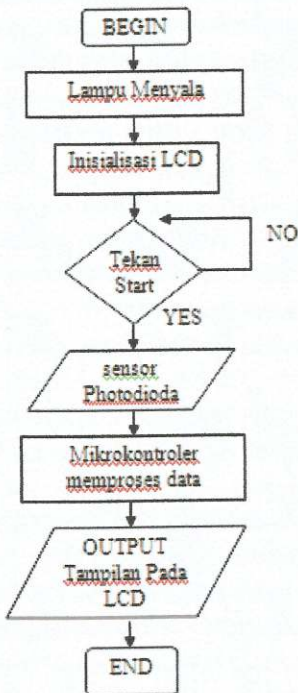 BEGIN
Lampu Menyala
Inisialisasi LCD
Tekan
Start
NO
YES
sensor
Photodioda
Mikrokontroler
memproses data
OUTPUT
Tampilan Pada
LCD
END